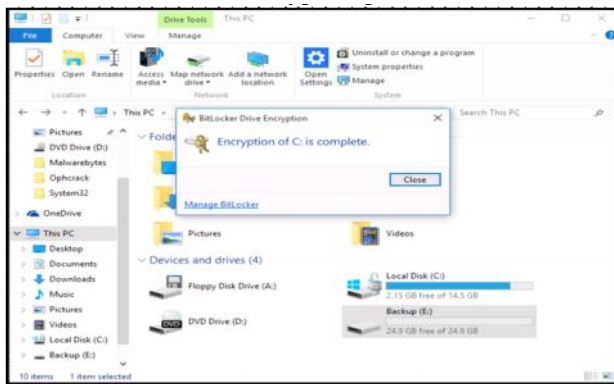 Drive Tools This PC
File Computer View Manage
Properties Open Rename
Access media Map network drive Add a network location
Open Settings
Uninstall or change a program
System properties
Manage
Location Network System
This PC
Search This PC
Pictures
DVD Drive (D:)
Malwarebytes
Ophcrack
System32
OneDrive
This PC
Desktop
Documents
Downloads
Music
Pictures
Videos
Local Disk (C:)
Backup (E:)
Folde
BitLocker Drive Encryption
Encryption of C: is complete.
Close
Manage BitLocker
Pictures
Videos
Devices and drives (4)
Floppy Disk Drive (A:)
Local Disk (C:)
2.15 GB free of 14.5 GB
DVD Drive (D:)
Backup (E:)
24.9 GB free of 24.9 GB
10 items 1 item selected